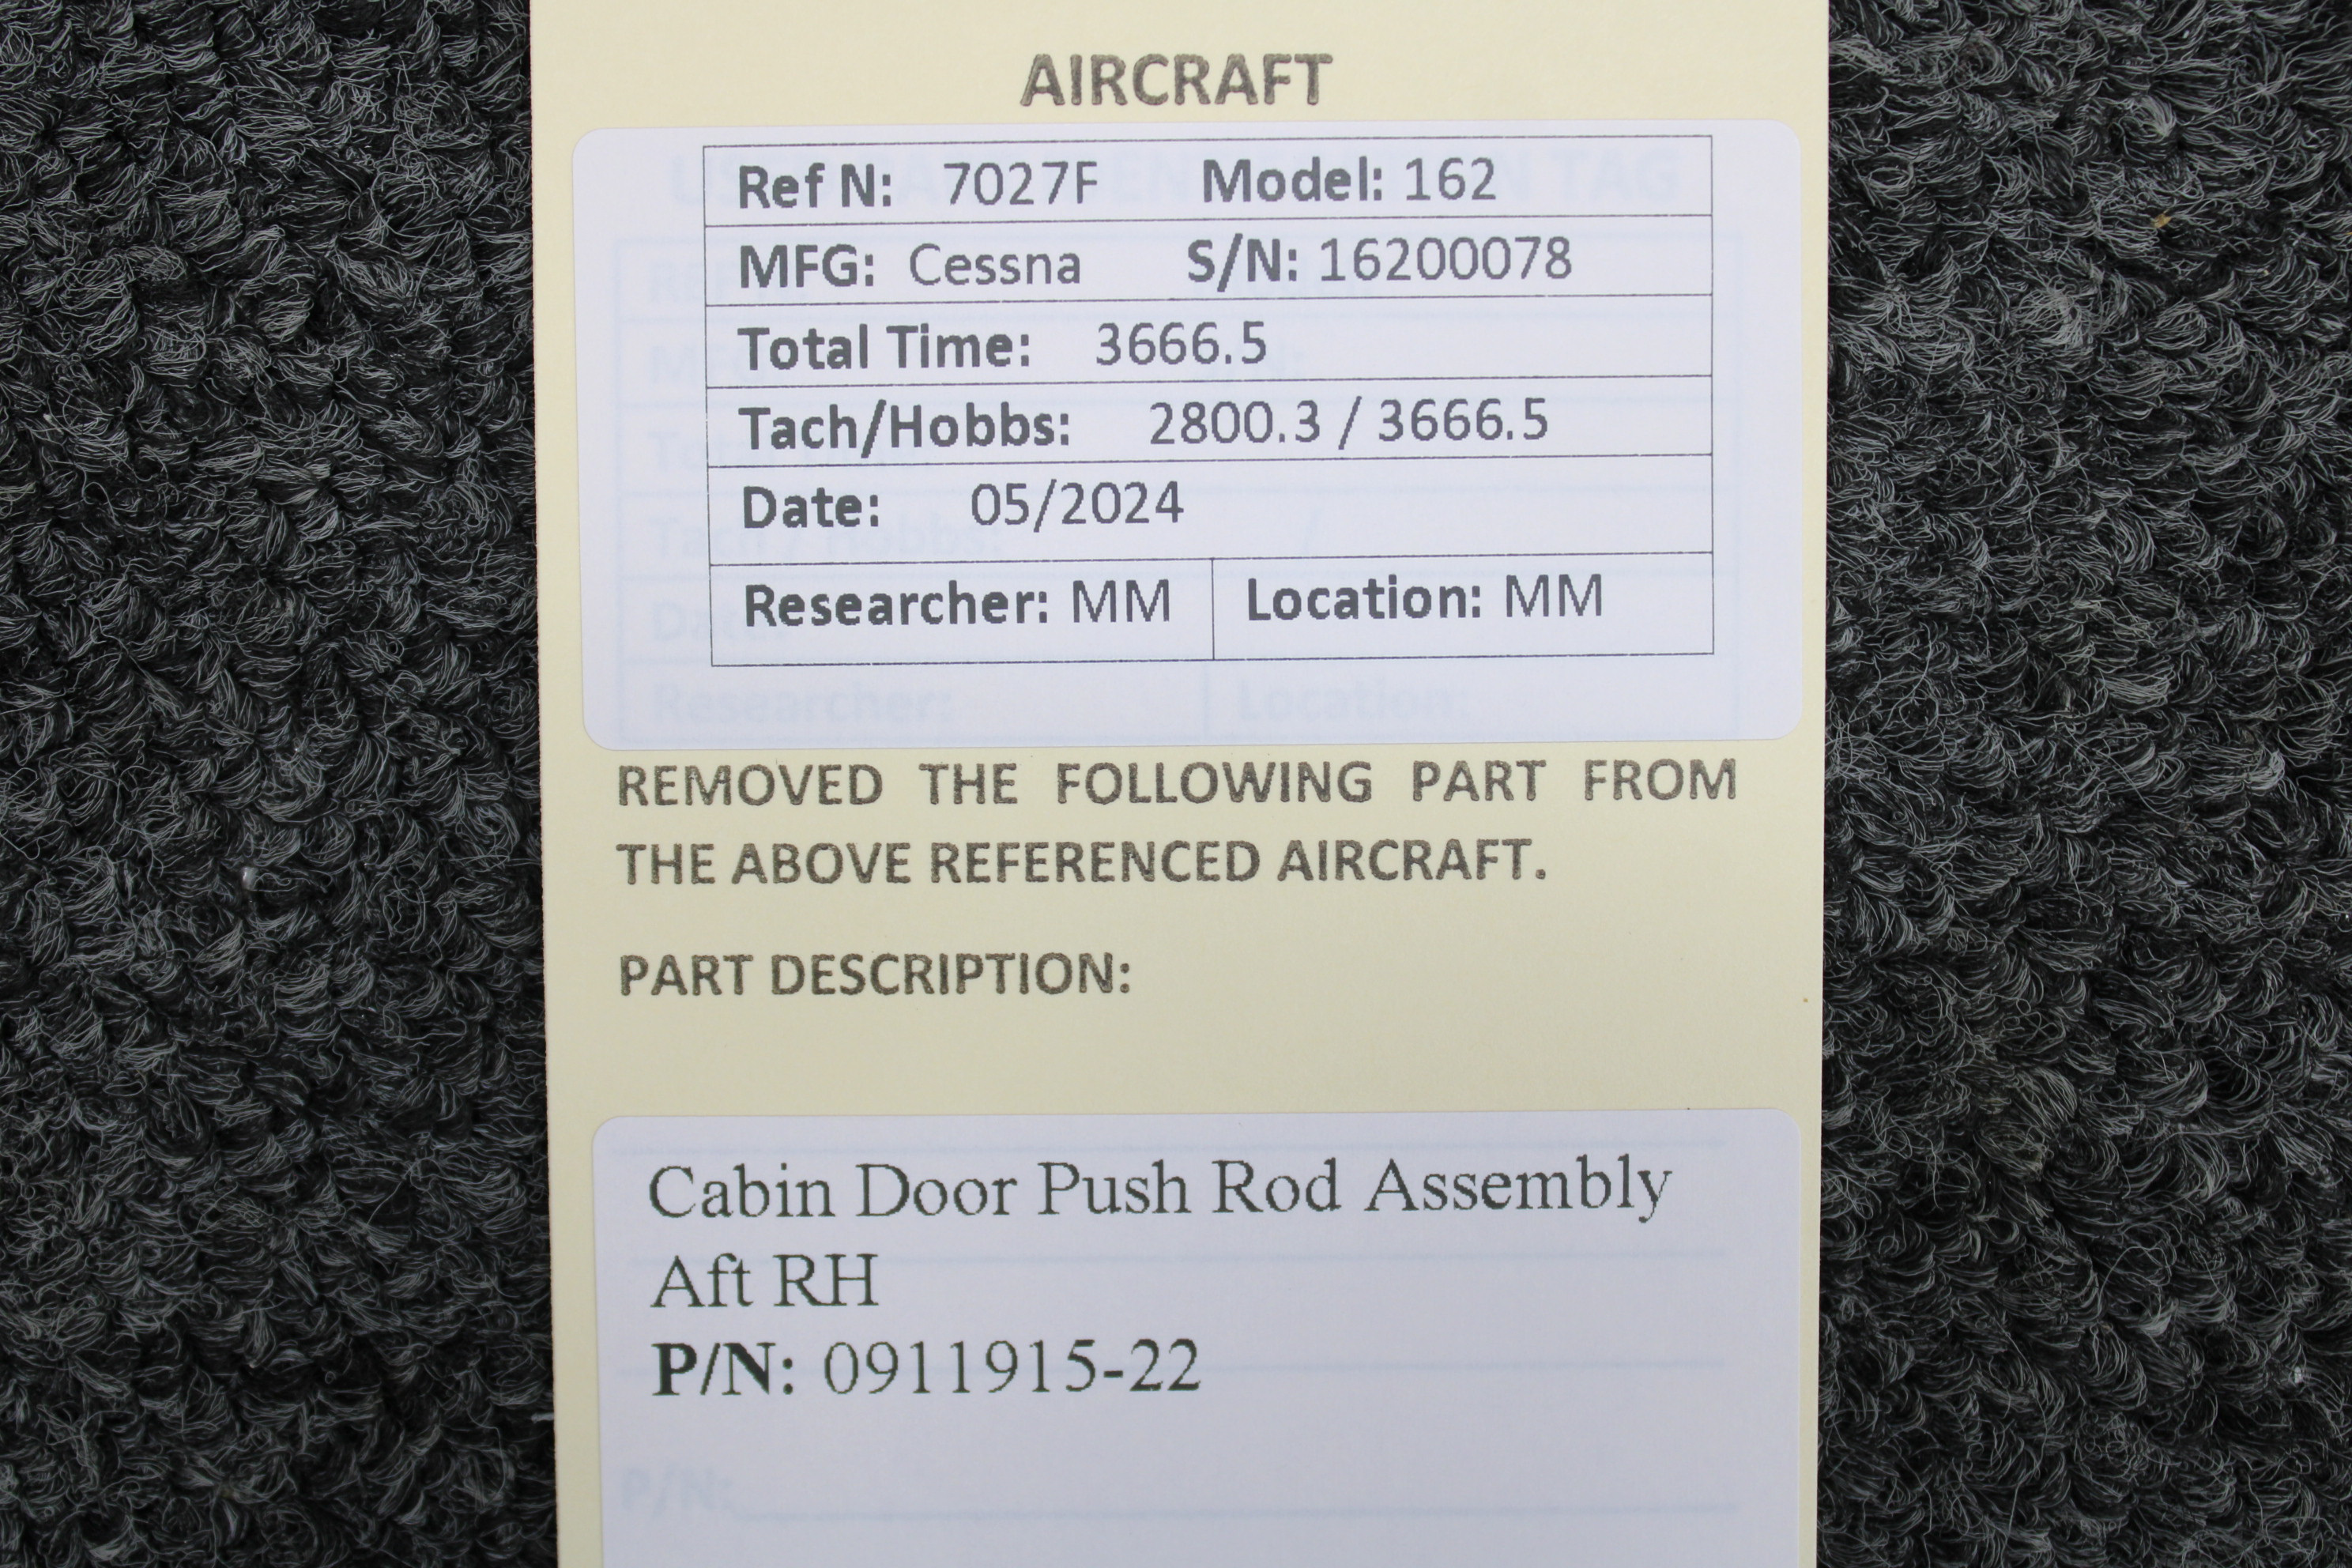 AIRCRAFT
Ref N: 7027F Model: 162
MFG: Cessna S/N: 16200078
Total Time: 3666.5
Tach/Hobbs: 2800.3 / 3666.5
Date: 05/2024
Researcher: MM Location: MM
REMOVED THE FOLLOWING PART FROM
THE ABOVE REFERENCED AIRCRAFT.
PART DESCRIPTION:
Cabin Door Push Rod Assembly
Aft RH
P/N: 0911915-22
P/N: